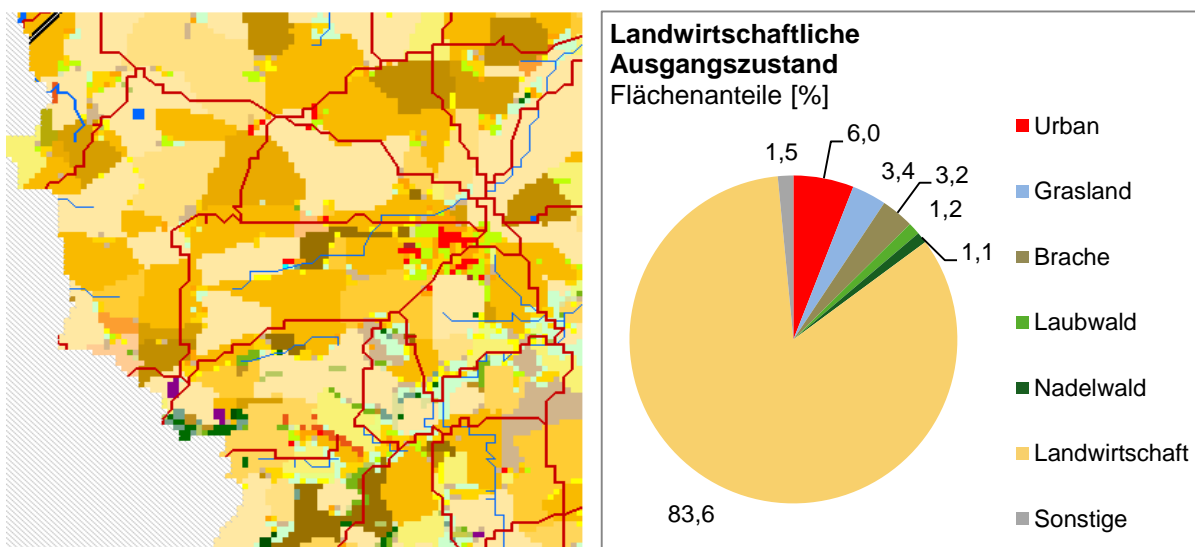 Landwirtschaftliche
Ausgangszustand
Flächenanteile [%]
1,5
6,0
3,4
3,2
1,2
1,1
83,6
Urban
Grasland
Brache
Laubwald
Nadelwald
Landwirtschaft
Sonstige